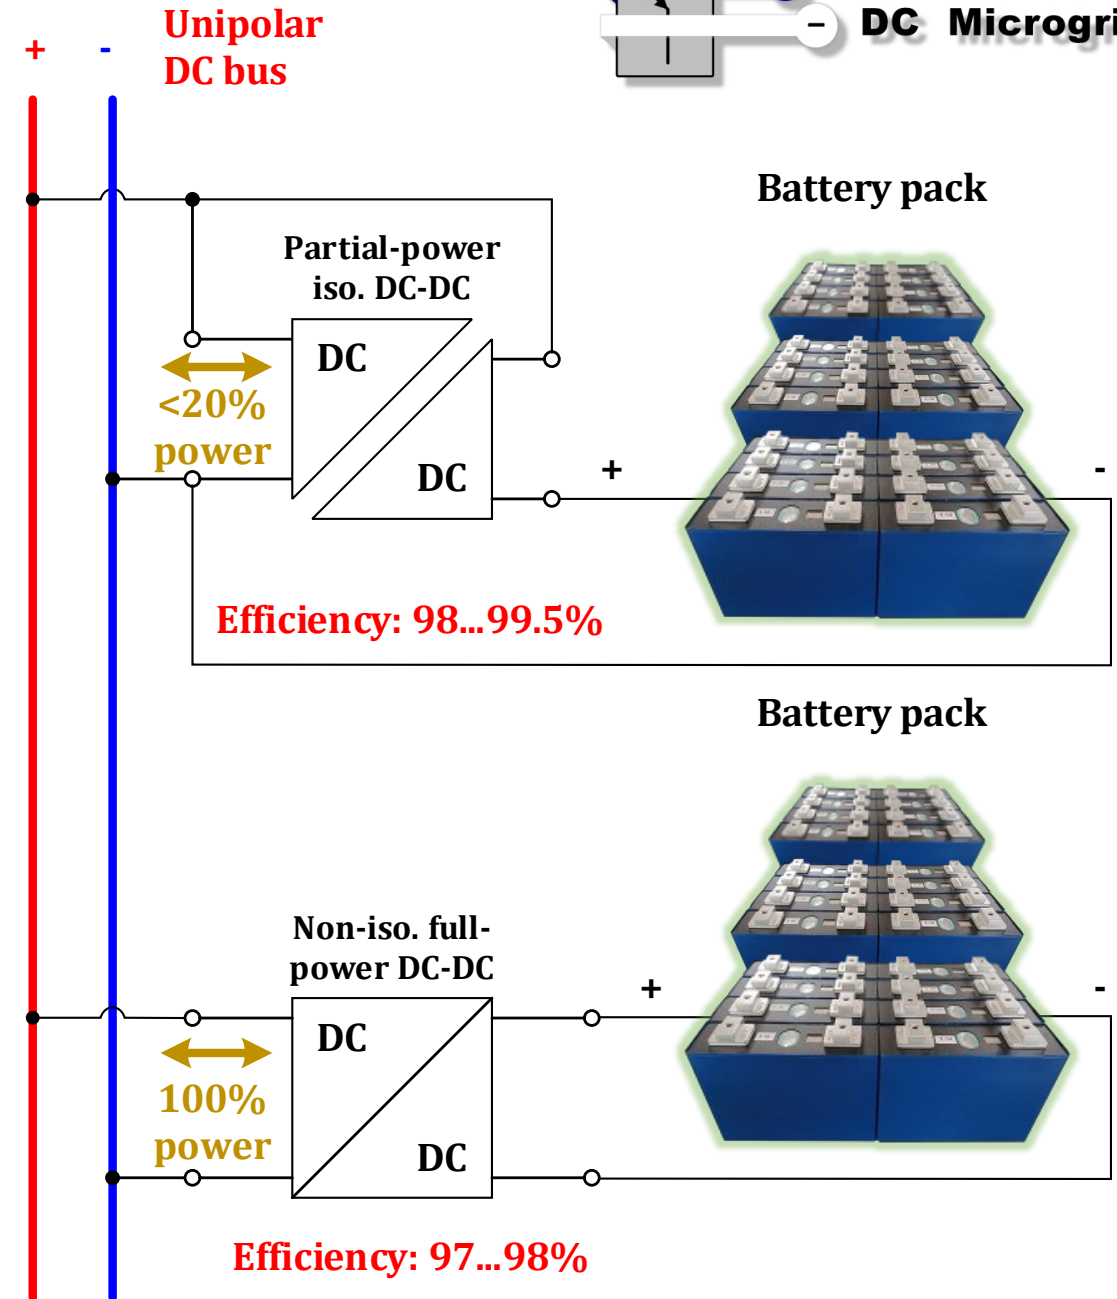 Unipolar
DC bus
+
-
−
DC Microgri
Battery pack
Partial-power
iso. DC-DC
DC
<20%
power
DC
+
-
Efficiency: 98...99.5%
Battery pack
Non-iso. full-
power DC-DC
+
-
DC
100%
power
DC
Efficiency: 97...98%